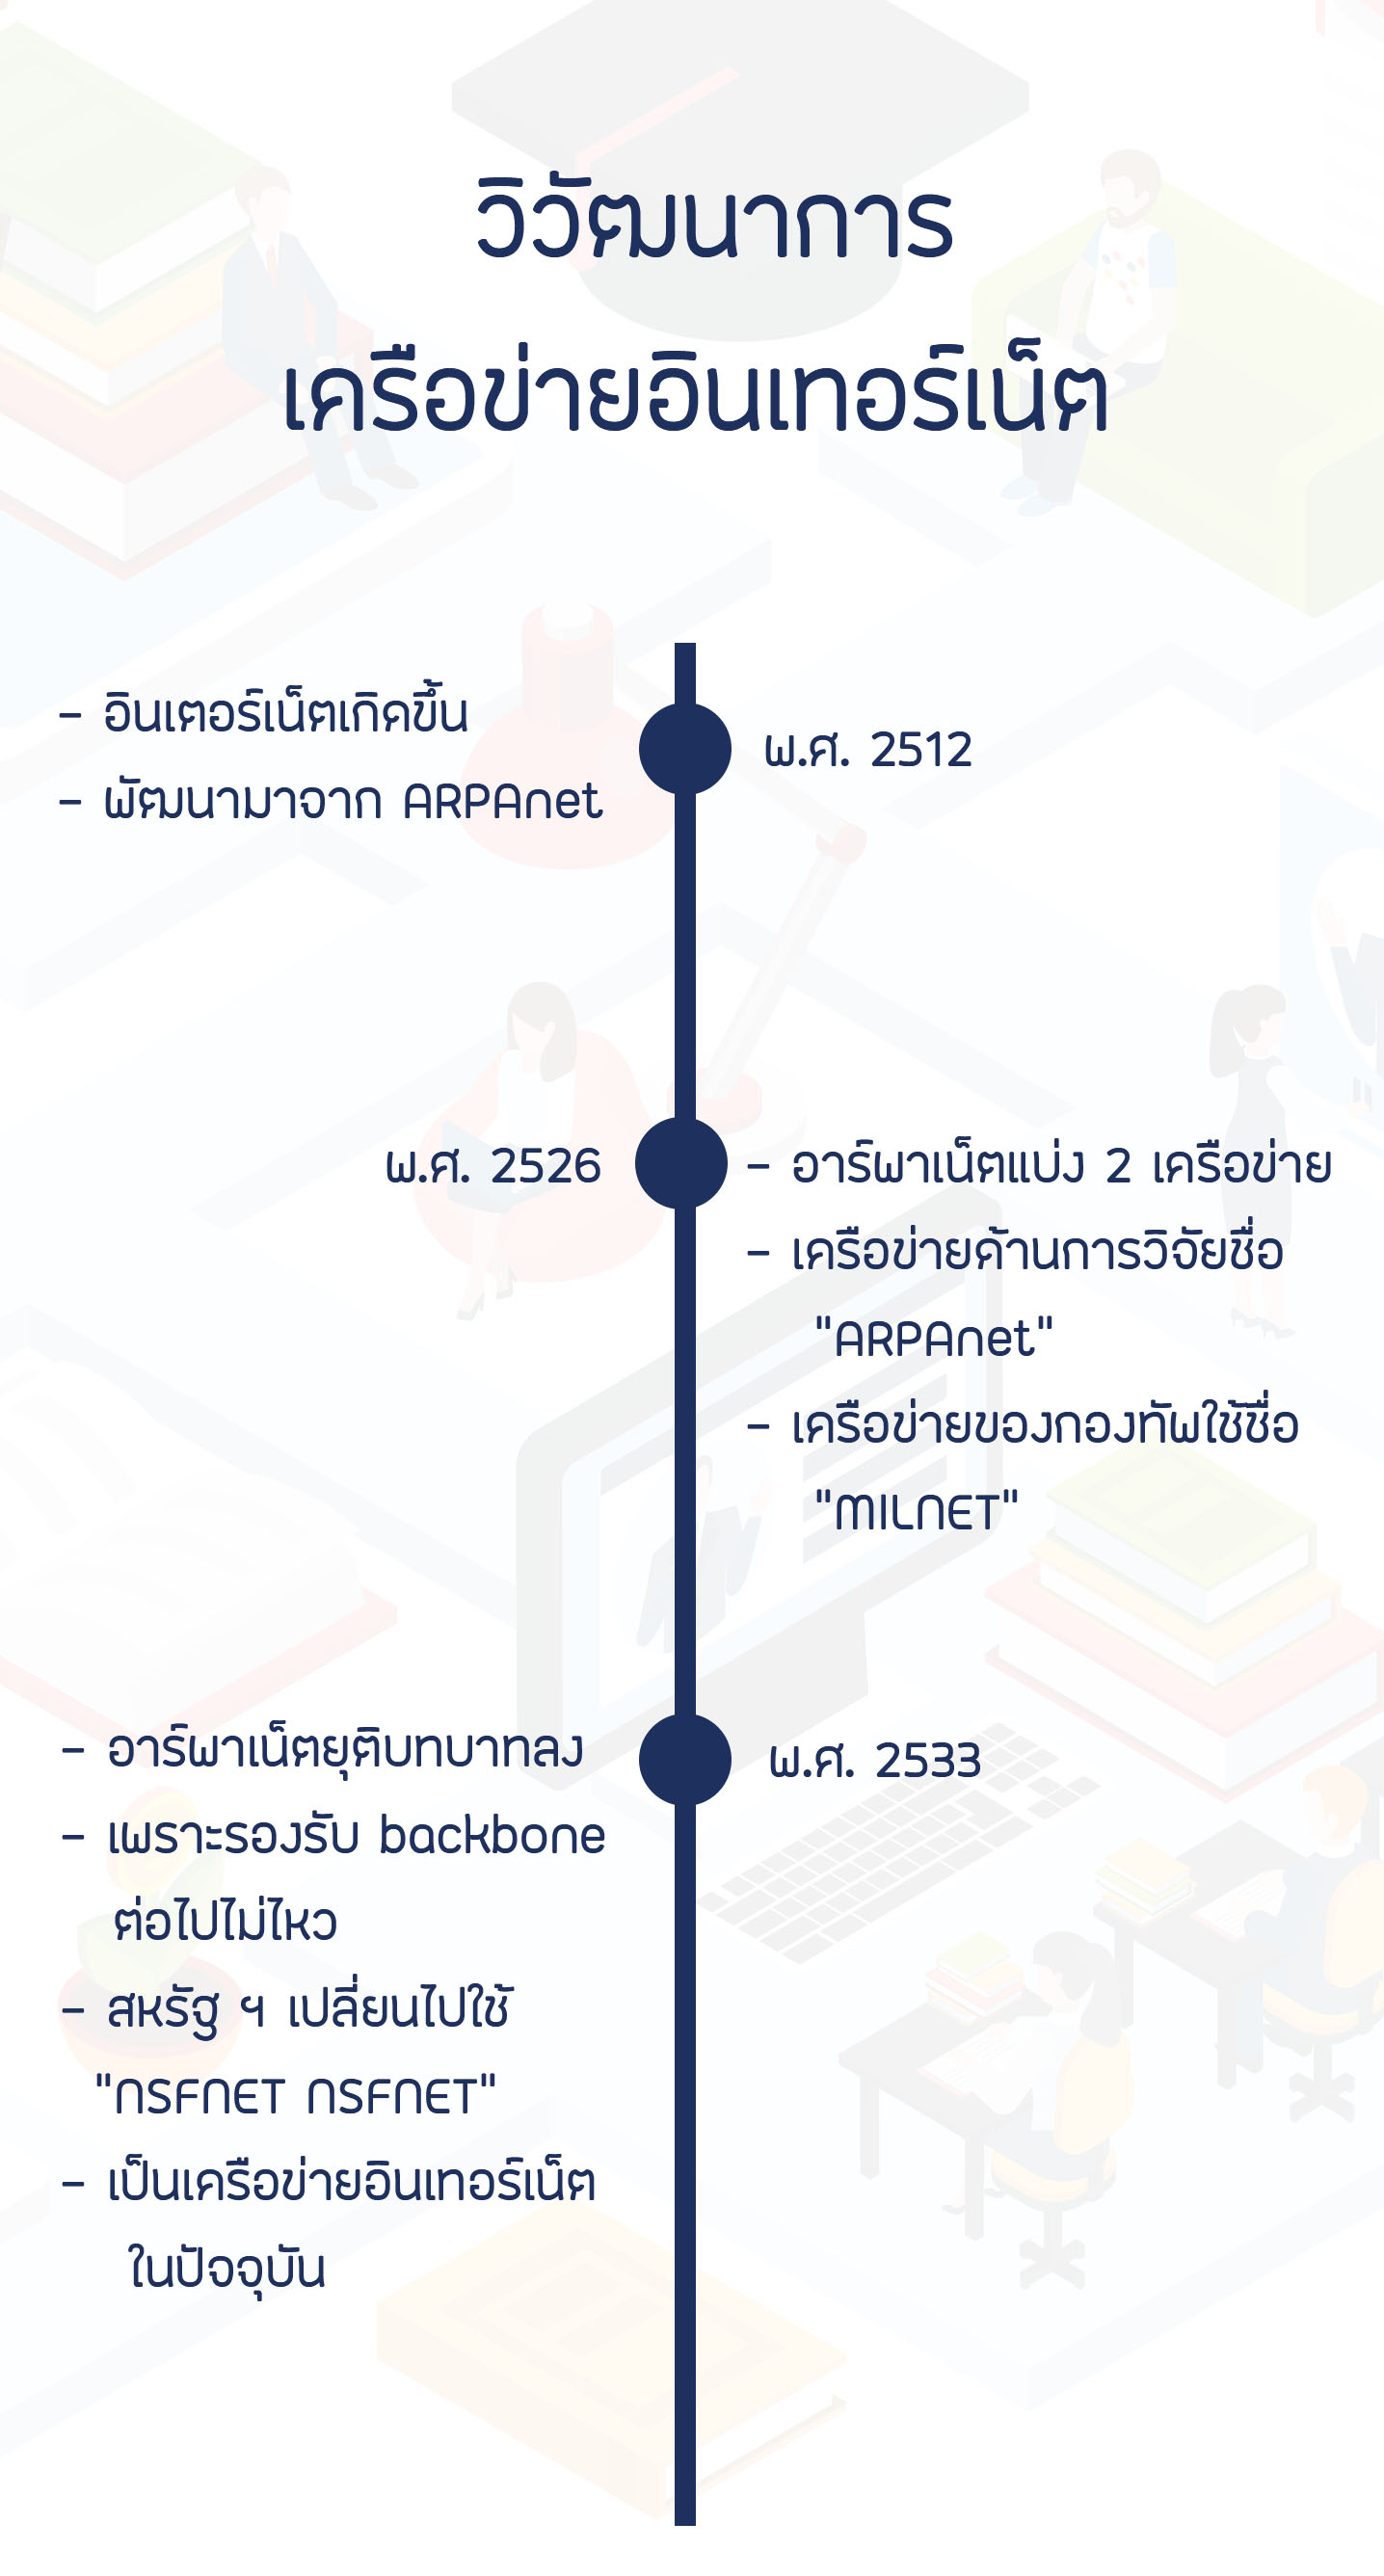 วิวัฒนาการ
เครือข่ายอินเทอร์เน็ต
- อินเตอร์เน็ตเกิดขึ้น
- พัฒนามาจาก ARPAnet
พ.ศ. 2512
พ.ศ. 2526
- อาร์พาเน็ตแบ่ง 2 เครือข่าย
- เครือข่ายด้านการวิจัยชื่อ
"ARPAnet"
- เครือข่ายของกองทัพใช้ชื่อ
"MILNET"
- อาร์พาเน็ตยุติบทบาทลง
- เพราะรองรับ backbone
ต่อไปไม่ไหว
- สหรัฐ ฯ เปลี่ยนไปใช้
"NSFNET NSFNET"
- เป็นเครือข่ายอินเทอร์เน็ต
ในปัจจุบัน
พ.ศ. 2533